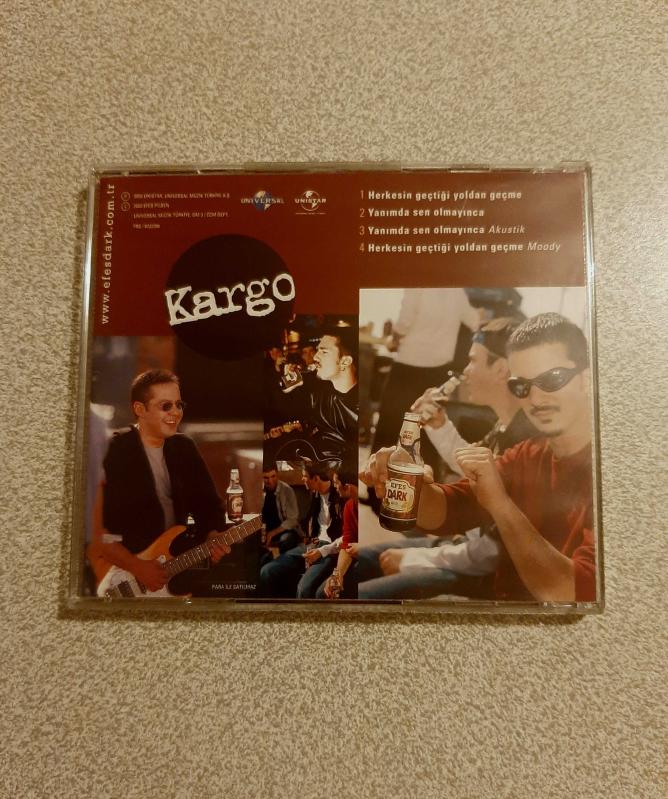 www.efesdark.com.tr
UNIVERSAL
UNISTAR
1 Herkesin geçtiği yoldan geçme
2 Yanımda sen olmayınca
3 Yanımda sen olmayınca Akustik
4 Herkesin geçtiği yoldan geçme Moody
Kargo
EFES
DARK
PARA İLE SATILMAZ